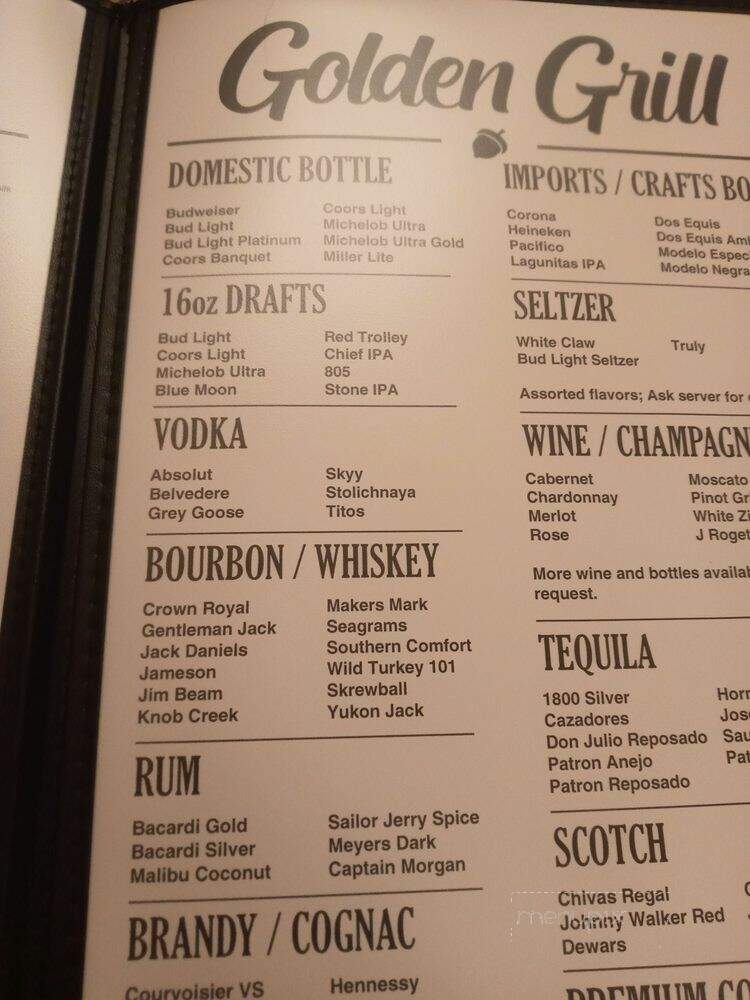 Golden Grill
DOMESTIC BOTTLE
Budweiser
Bud Light
Bud Light Platinum
Coors Banquet
Coors Light
Michelob Ultra
Michelob Ultra Gold
Miller Lite
16oz DRAFTS
Bud Light
Coors Light
Michelob Ultra
Blue Moon
Red Trolley
Chief IPA
805
Stone IPA
VODKA
Absolut
Belvedere
Grey Goose
Skyy
Stolichnaya
Titos
BOURBON / WHISKEY
Crown Royal
Gentleman Jack
Jack Daniels
Jameson
Jim Beam
Knob Creek
Makers Mark
Seagrams
Southern Comfort
Wild Turkey 101
Skrewball
Yukon Jack
RUM
Bacardi Gold
Bacardi Silver
Malibu Coconut
Sailor Jerry Spice
Meyers Dark
Captain Morgan
BRANDY / COGNAC
Courvoisier VS
Hennessy
IMPORTS / CRAFTS
Corona
Heineken
Pacifico
Lagunitas IPA
Dos Equis
Dos Equis
Modelo
Modelo Negra
SELTZER
White Claw
Bud Light Seltzer
Truly
Assorted flavors; Ask server for
WINE /
Cabernet
Chardonnay
Merlot
Rose
Moscato
Pinot
White
J Roget
More wine and bottles
request.
TEQUILA
1800 Silver
Cazadores
Don Julio Reposado
Patron Anejo
Patron Reposado
SCOTCH
Chivas Regal
Johnny Walker Red
Dewars
PREMIUM